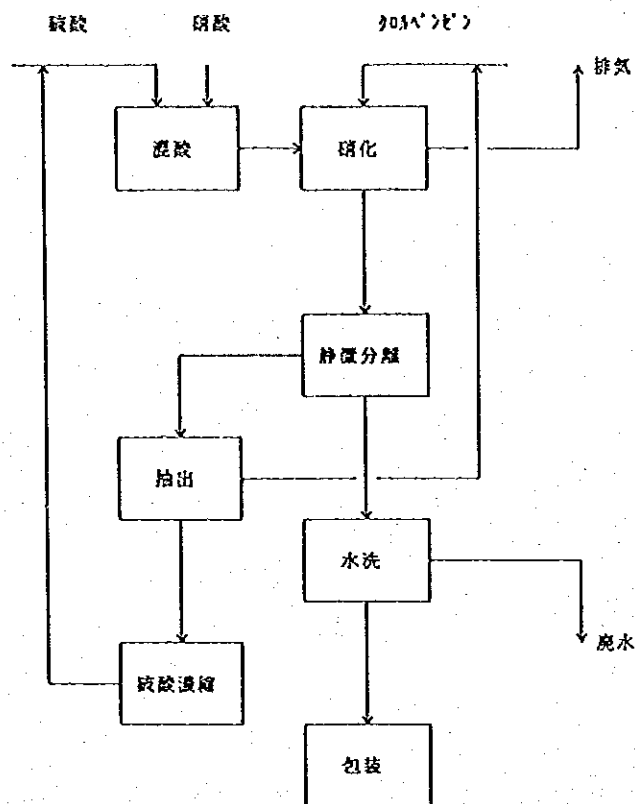 硫酸 硝酸 クロルベンゼン
排気
混酸 硝化
静置分離
抽出
水洗
廃水
硫酸濃縮
包装